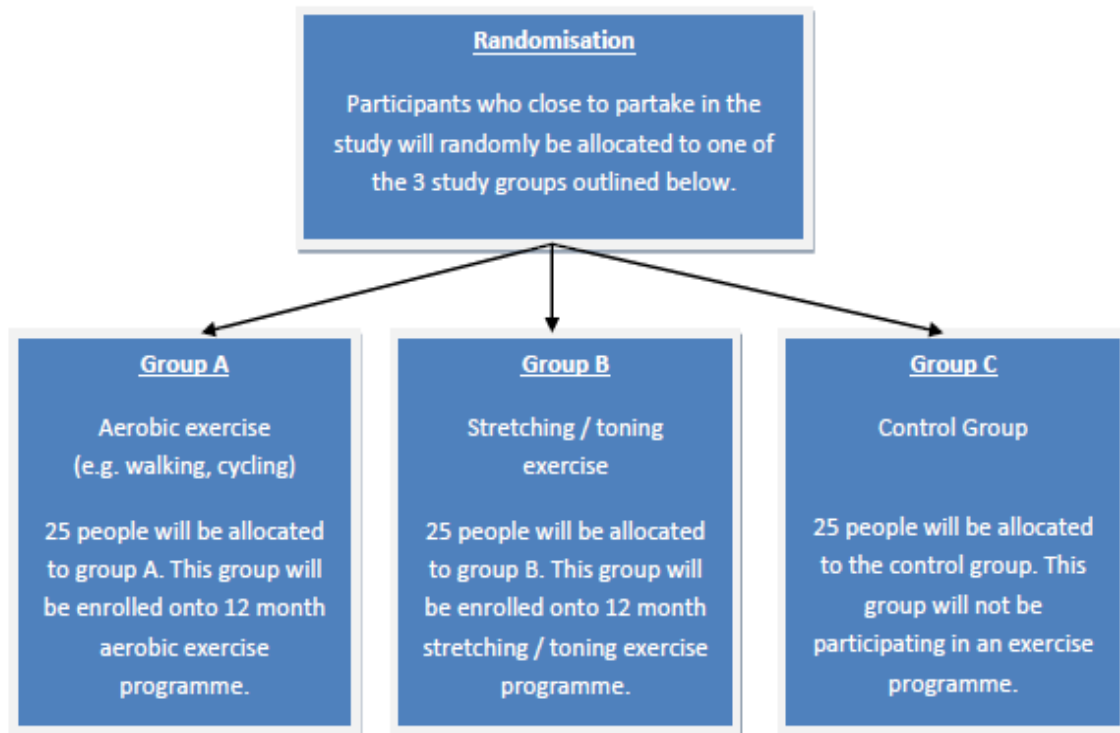 Randomisation
Participants who close to partake in the
study will randomly be allocated to one of
the 3 study groups outlined below.
Group A
Aerobic exercise
(e.g. walking, cycling)
25 people will be allocated
to group A. This group will
be enrolled onto 12 month
aerobic exercise
programme.
Group B
Stretching / toning
exercise
25 people will be allocated
to group B. This group will
be enrolled onto 12 month
stretching / toning exercise
programme.
Group C
Control Group
25 people will be allocated
to the control group. This
group will not be
participating in an exercise
programme.